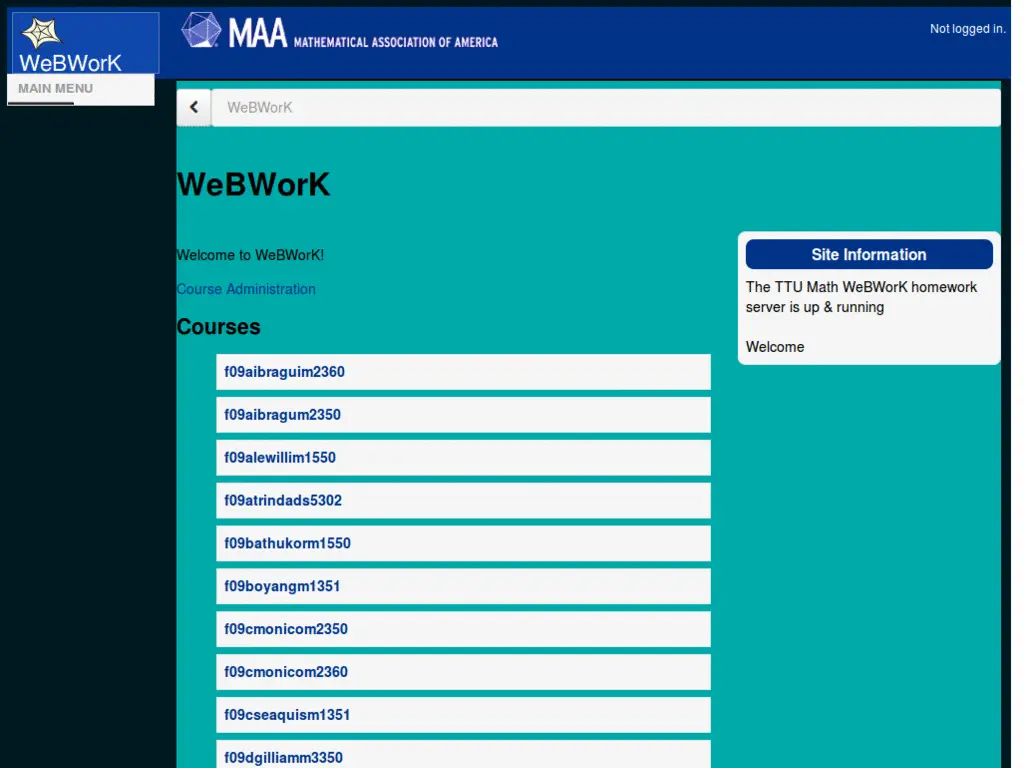 WeBWorK
MAIN MENU
MAA MATHEMATICAL ASSOCIATION OF AMERICA
Not logged in.
WeBWorK
WeBWorK
Welcome to WeBWorK!
Course Administration
Courses
f09aibraguim2360
f09aibragum2350
f09alewillim1550
f09atrindads5302
f09bathukorm1550
f09boyangm1351
f09cmonicom2350
f09cmonicom2360
f09cseaquism1351
f09dgilliamm3350
Site Information
The TTU Math WeBWorK homework
server is up & running
Welcome